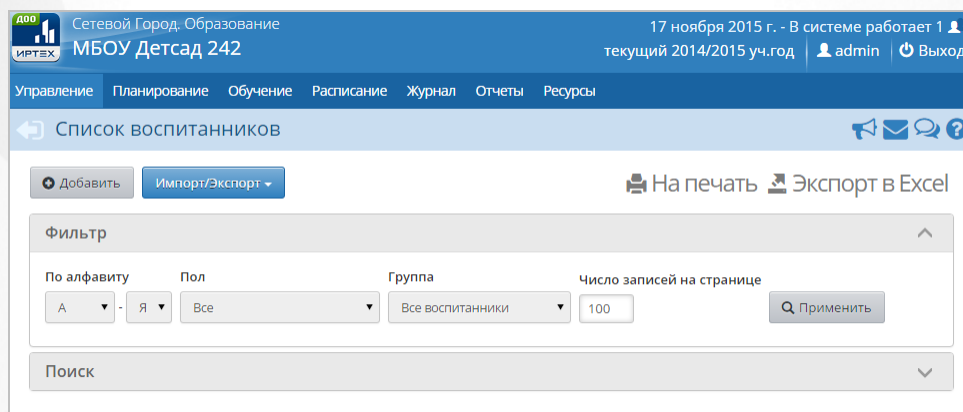 ДОО
ИРТЕХ
Сетевой Город. Образование
МБОУ Детсад 242
17 ноября 2015 г. - В системе работает 1
текущий 2014/2015 уч.год admin Выход
Управление Планирование Обучение Расписание Журнал Отчеты Ресурсы
Список воспитанников
Добавить Импорт/Экспорт На печать Экспорт в Excel
Фильтр
По алфавиту Пол Группа Число записей на странице
А - Я Все Все воспитанники 100 Применить
Поиск